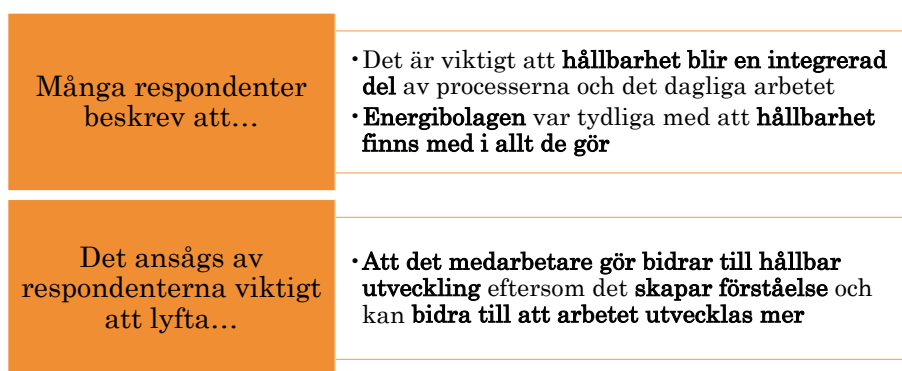 Många respondenter
beskrev att…
•Det är viktigt att hållbarhet blir en integrerad
del av processerna och det dagliga arbetet
•Energibolagen var tydliga med att hållbarhet
finns med i allt de gör
Det ansågs av
respondenterna viktigt
att lyfta…
•Att det medarbetare gör bidrar till hållbar
utveckling eftersom det skapar förståelse och
kan bidra till att arbetet utvecklas mer